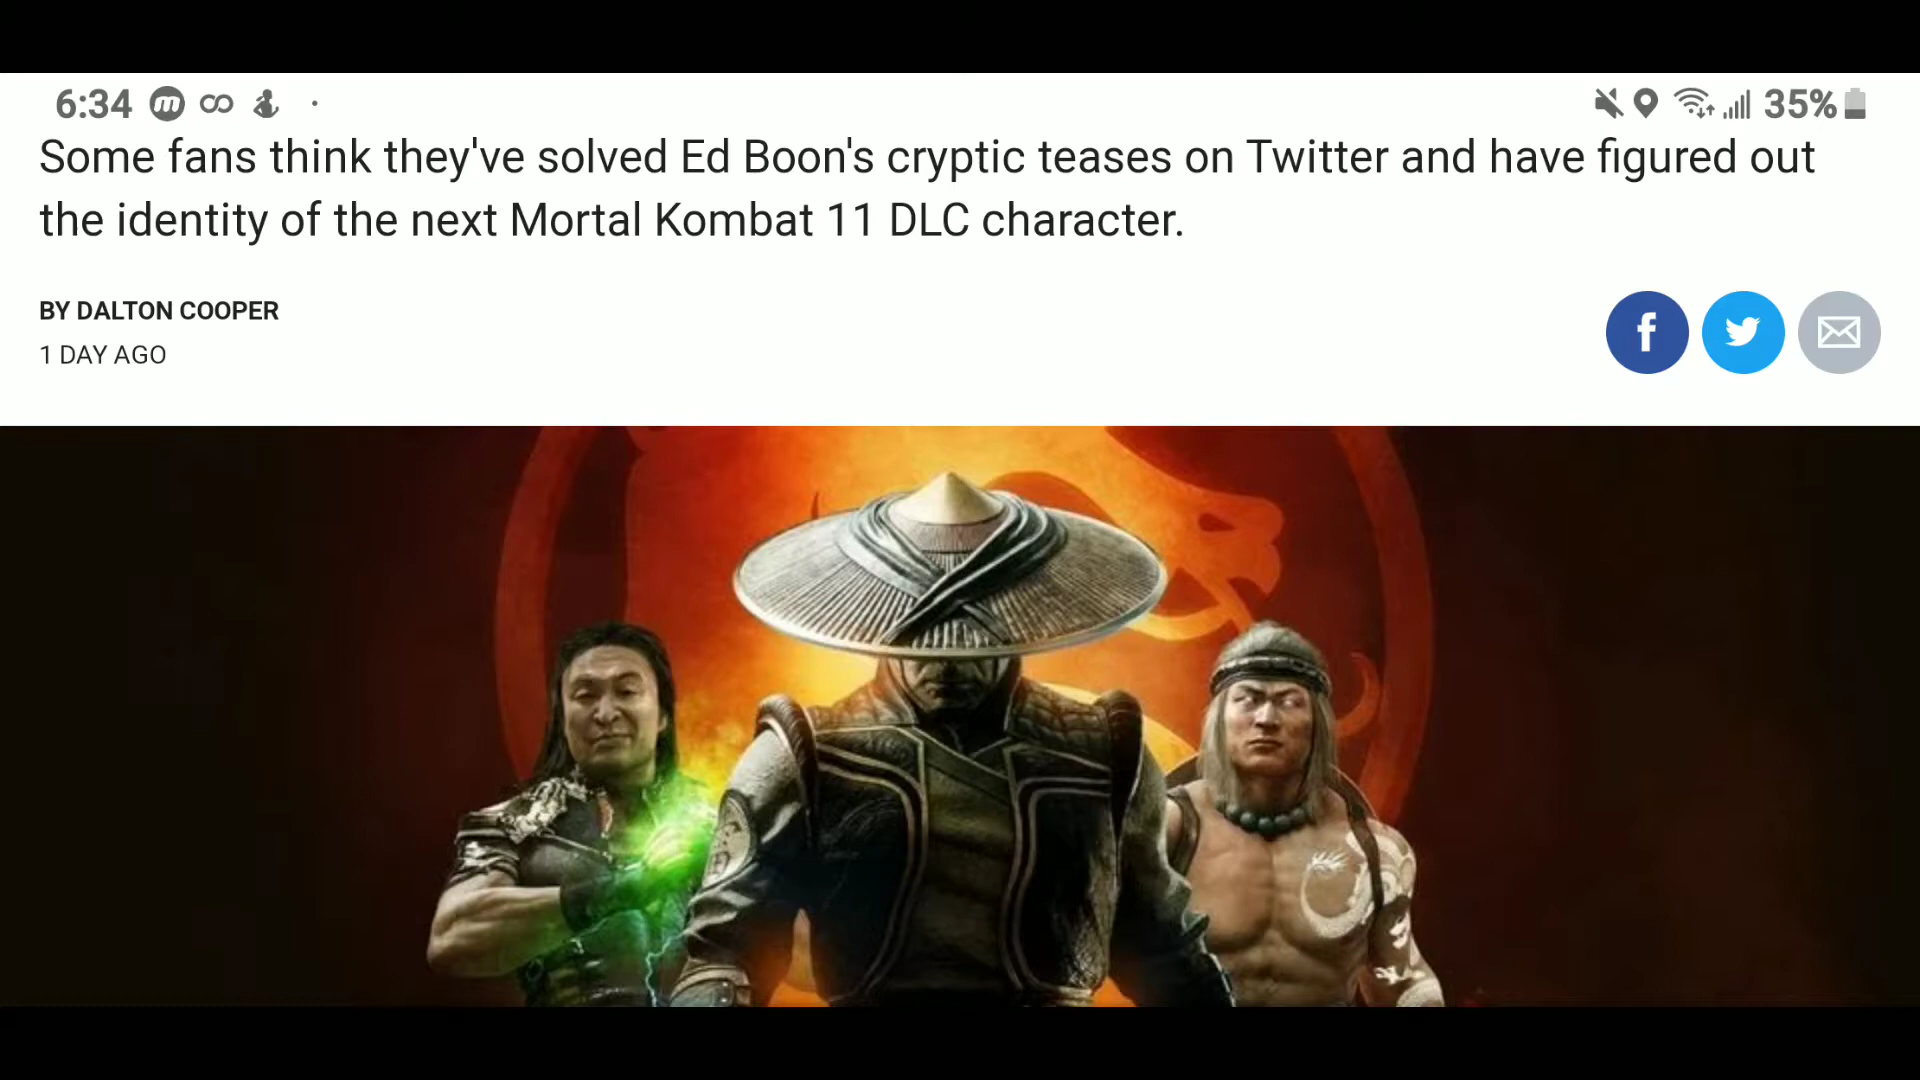 6:34
35%
Some fans think they've solved Ed Boon's cryptic teases on Twitter and have figured out
the identity of the next Mortal Kombat 11 DLC character.
BY DALTON COOPER
1 DAY AGO